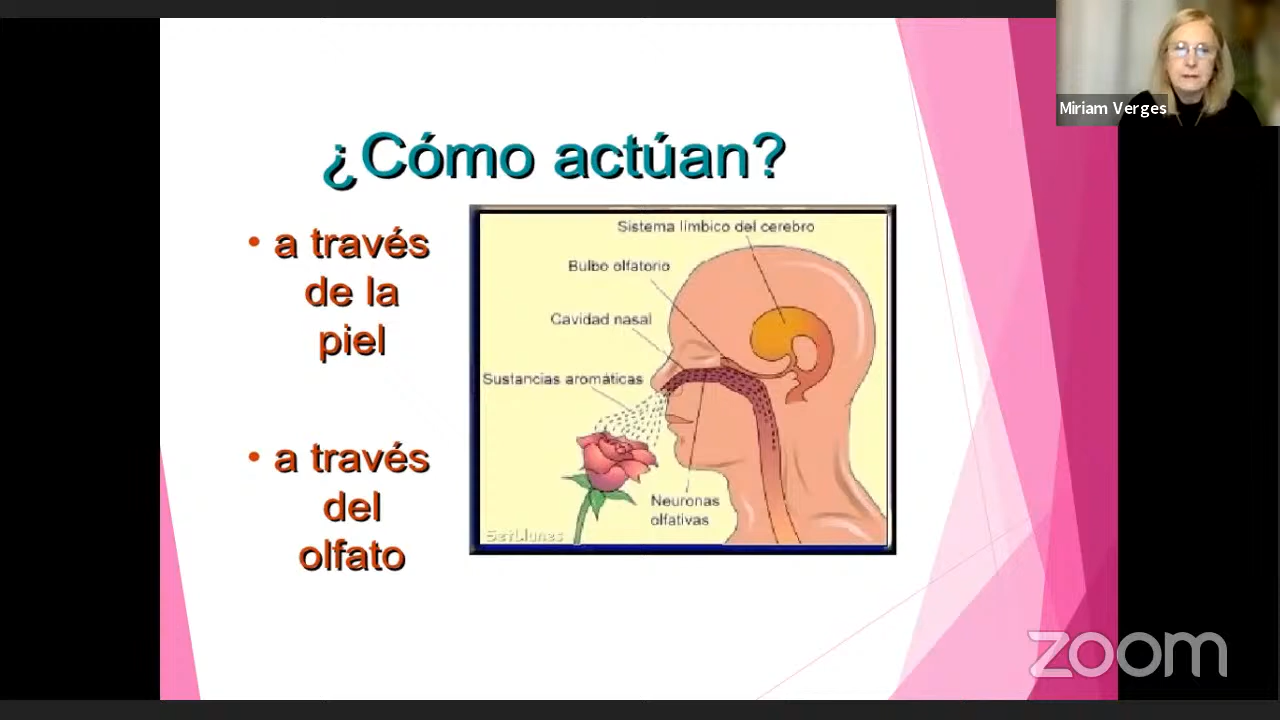 Miriam Verges
¿Cómo actúan?
• a través
de la
piel
• a través
del
olfato
Sistema límbico del cerebro
Bulbo olfatorio
Cavidad nasal
Sustancias aromáticas
Neuronas
olfativas
zoom